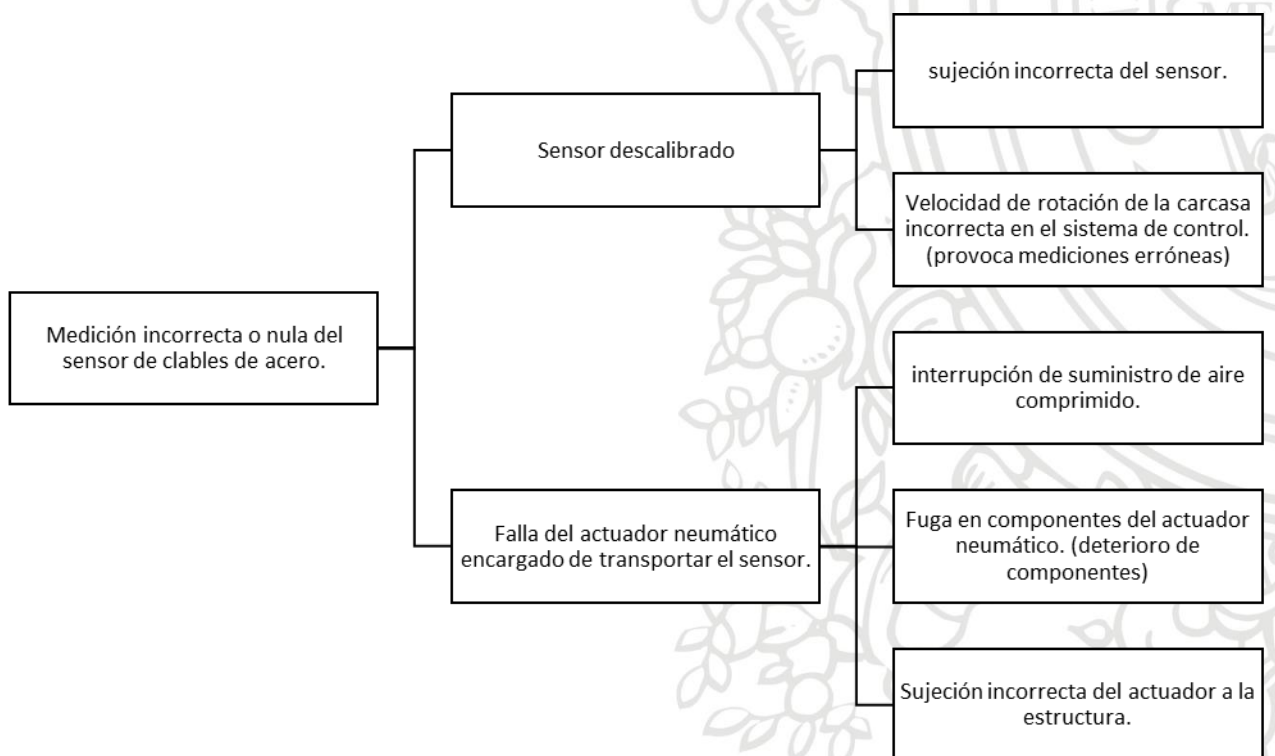 ME
sujeción incorrecta del sensor.
Sensor descalibrado
Velocidad de rotación de la carcasa
incorrecta en el sistema de control.
(provoca mediciones erróneas)
Medición incorrecta o nula del
sensor de clables de acero.
interrupción de suministro de aire
comprimido.
Falla del actuador neumático
encargado de transportar el sensor.
Fuga en componentes del actuador
neumático. (deterioro de
componentes)
Sujeción incorrecta del actuador a la
estructura.